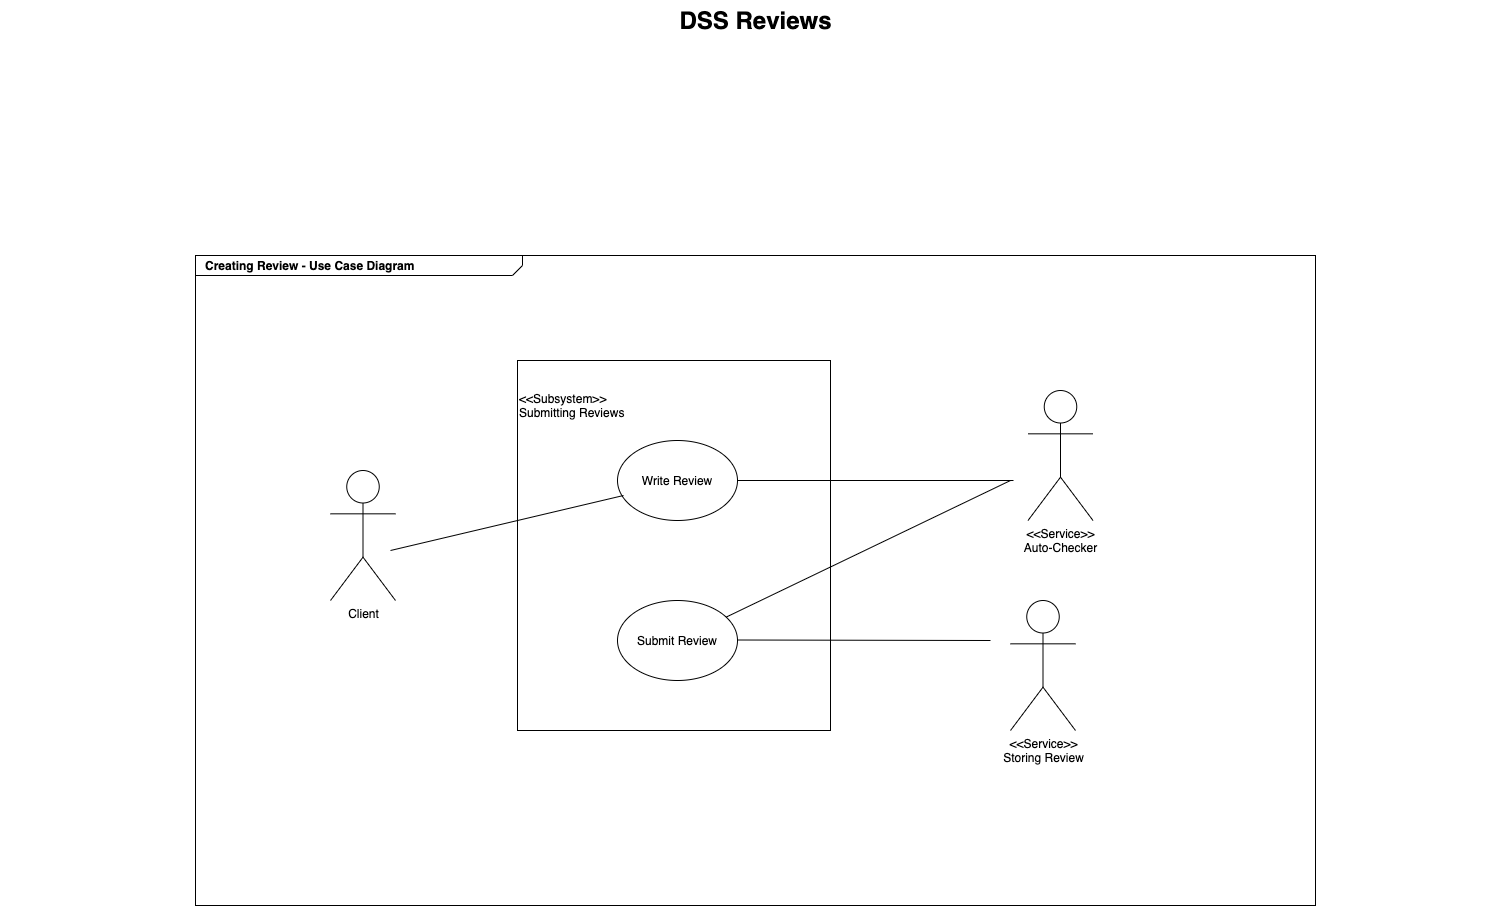 DSS Reviews
Creating Review - Use Case Diagram
<<Subsystem>>
Submitting Reviews
Write Review
Client
<<Service>>
Auto-Checker
Submit Review
<<Service>>
Storing Review